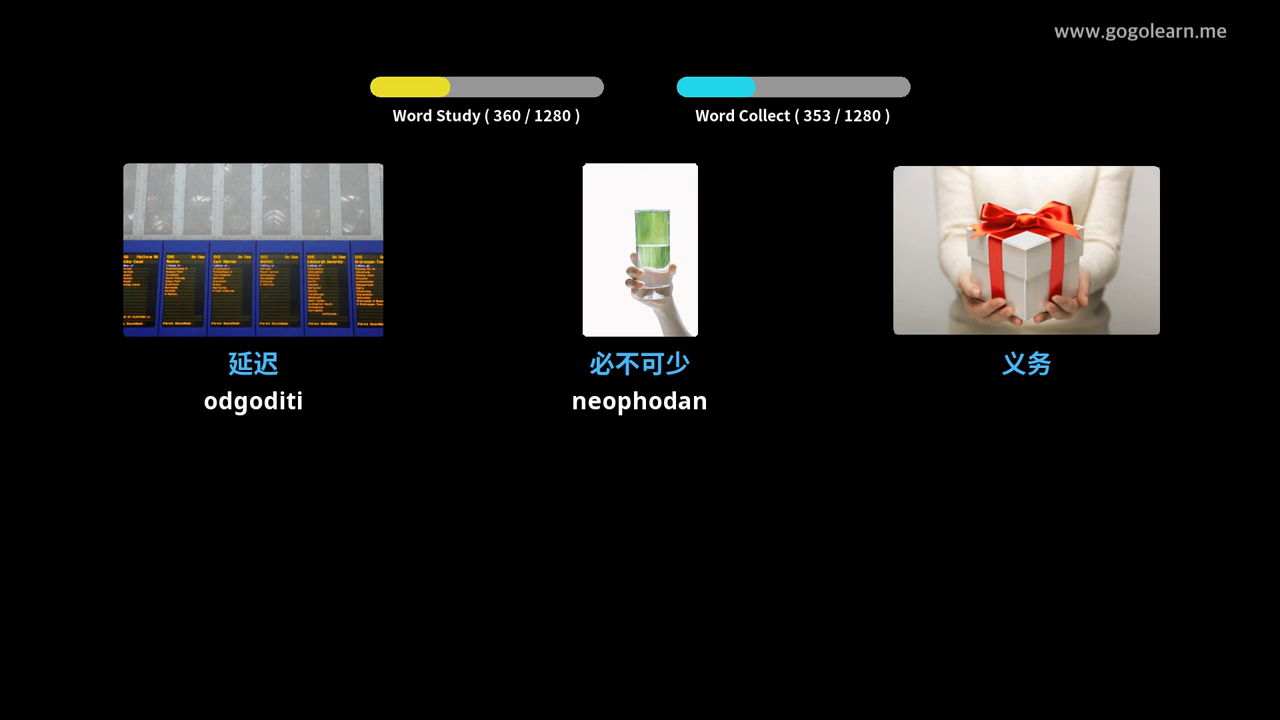 www.gogolearn.me
Word Study ( 360 / 1280 )
Word Collect ( 353 / 1280 )
延迟
必不可少
义务
odgoditi
neophodan